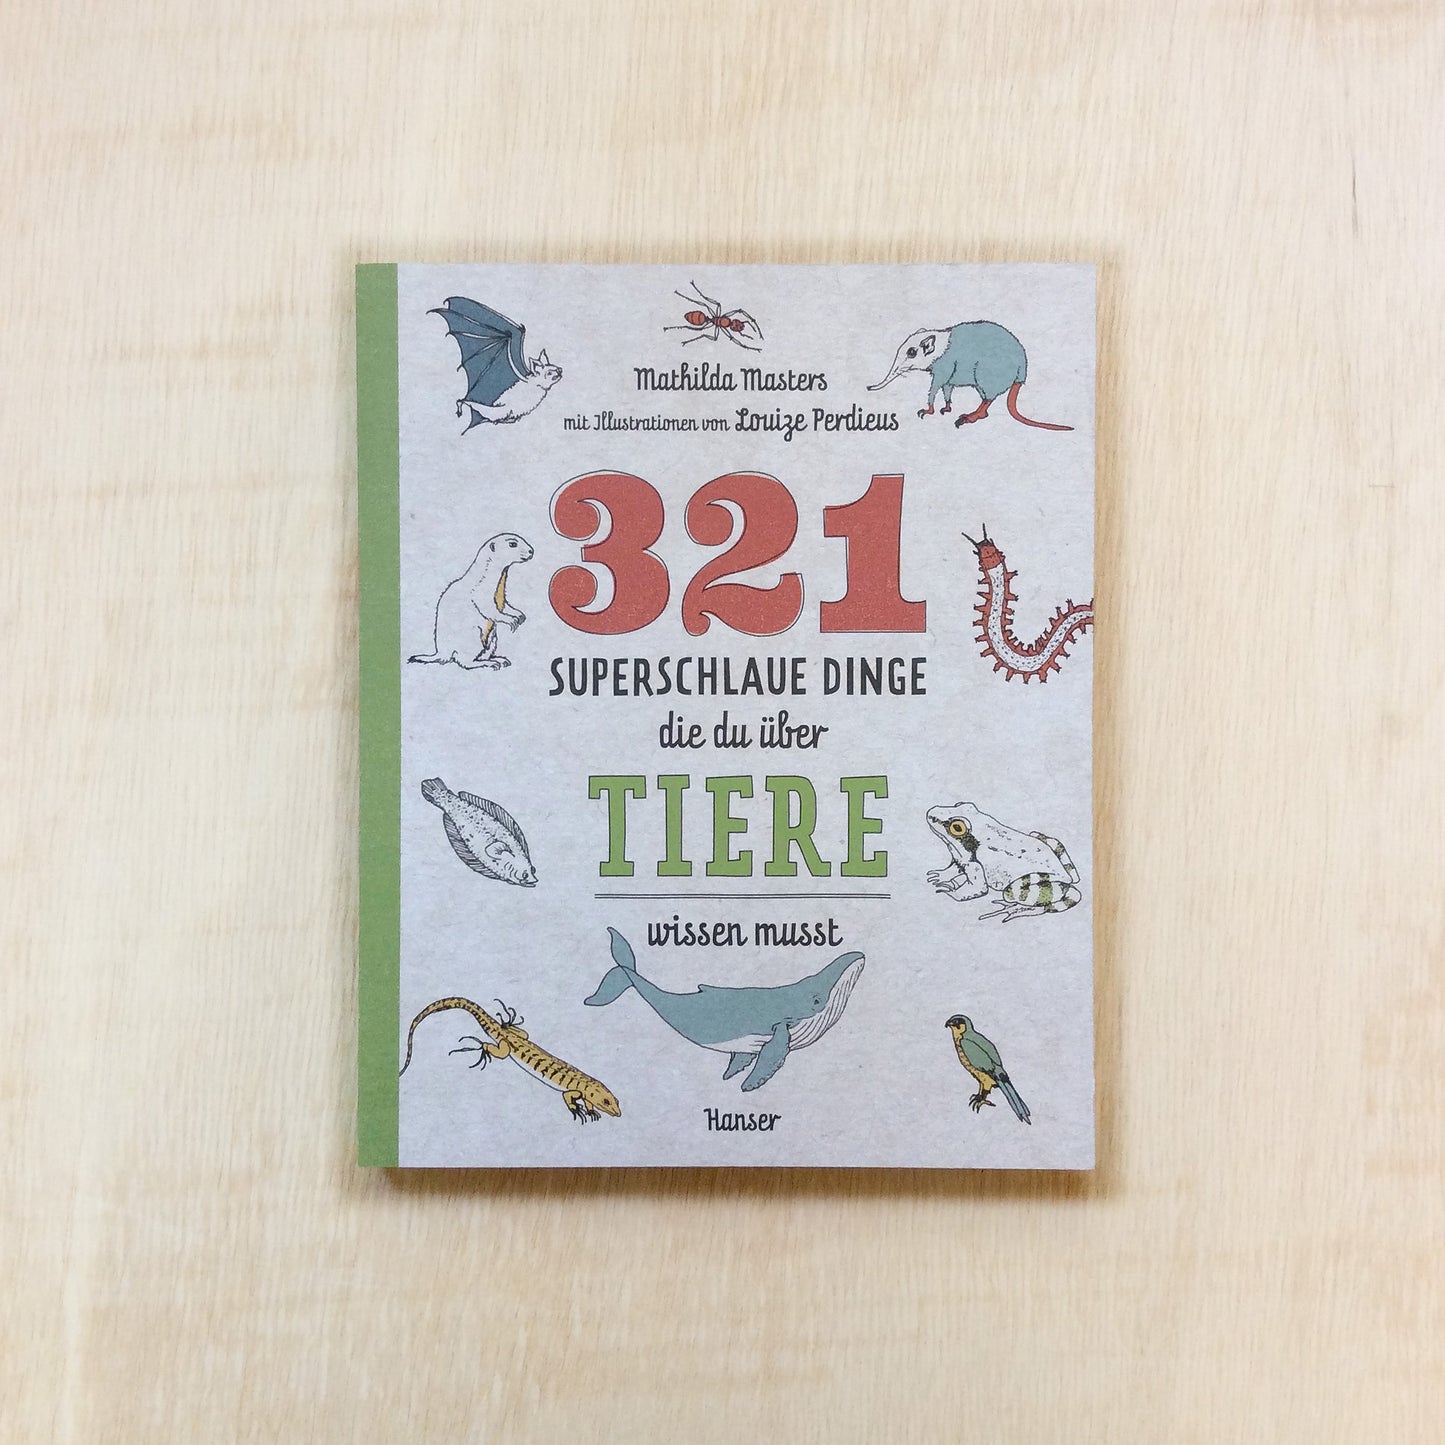 Mathilda Masters
mit Illustrationen von Louize Perdieus
321
SUPERSCHLAUE DINGE
die du über
TIERE
wissen musst
Hanser